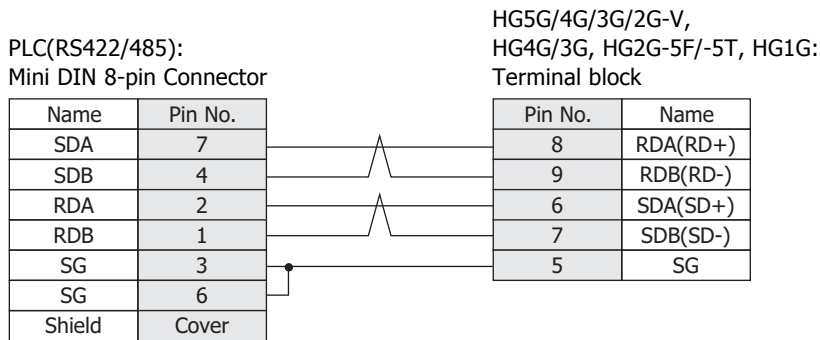 PLC(RS422/485):
Mini DIN 8-pin Connector
HG5G/4G/3G/2G-V,
HG4G/3G, HG2G-5F/-5T, HG1G:
Terminal block
Name Pin No. Pin No. Name
SDA 7 8 RDA(RD+)
SDB 4 9 RDB(RD-)
RDA 2 6 SDA(SD+)
RDB 1 7 SDB(SD-)
SG 3 5 SG
SG 6
Shield Cover